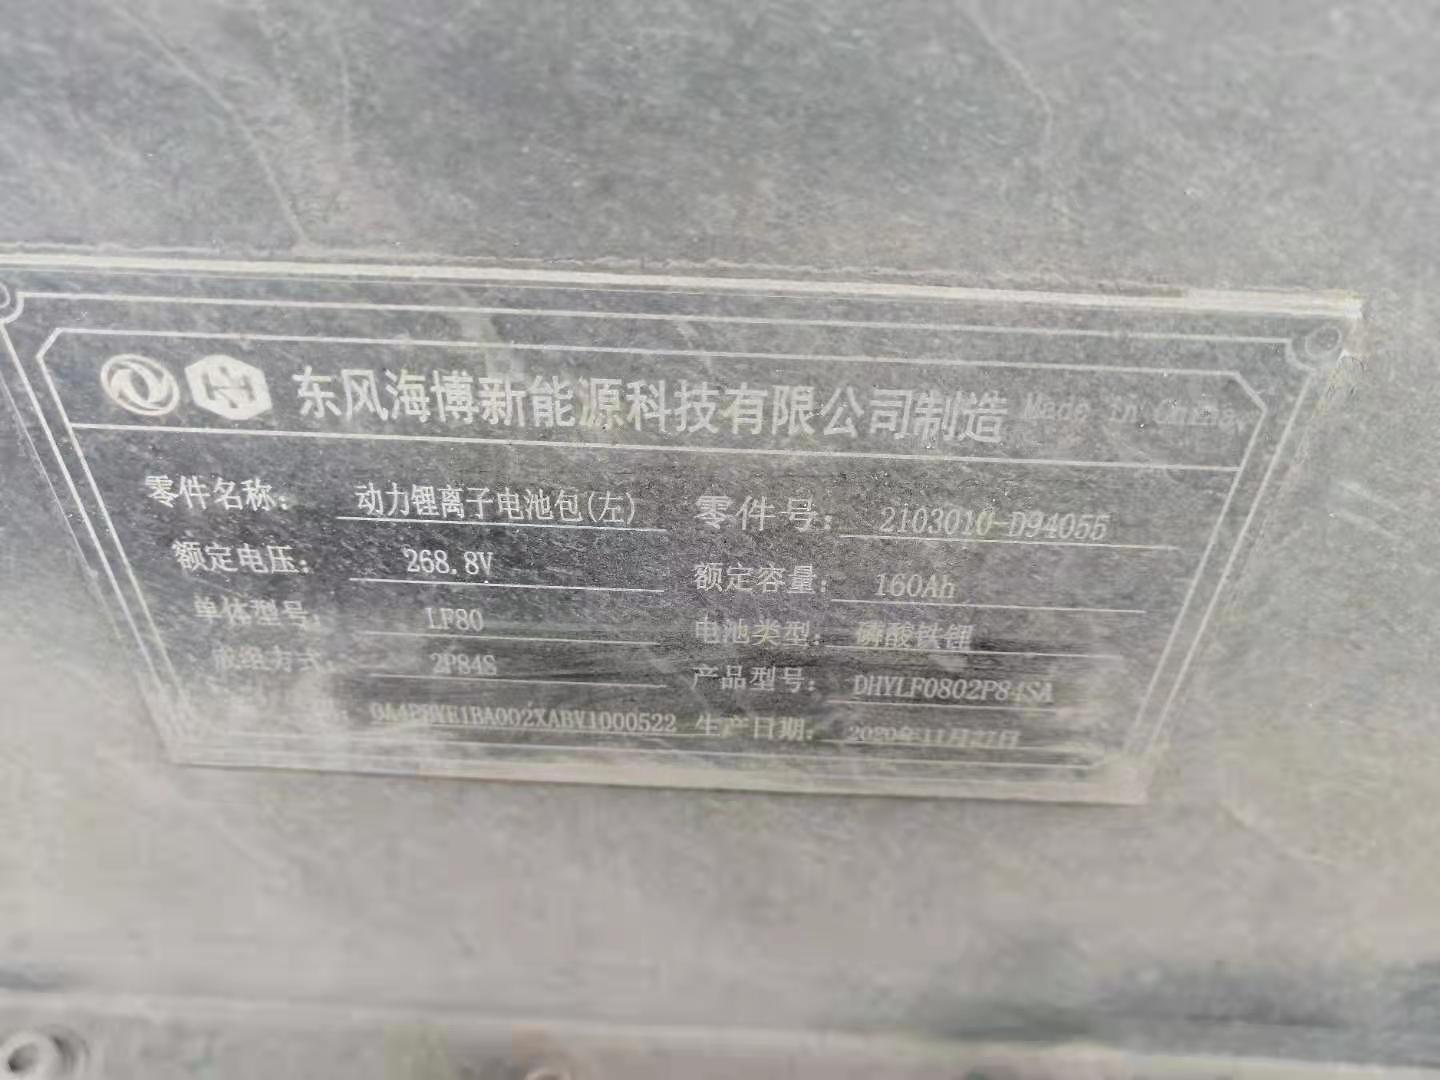 东风海博新能源科技有限公司制造 Made In China
零件名称: 动力锂离子电池包(左) 零件号: 2103010-D94055
额定电压: 268.8V 额定容量: 160Ah
单体型号: LF80 电池类型: 磷酸铁锂
成组方式: 2P84S 产品型号: DHYLF0802P84SA
0A4PBYE1BA002XABV1000522 生产日期: 2020年11月27日